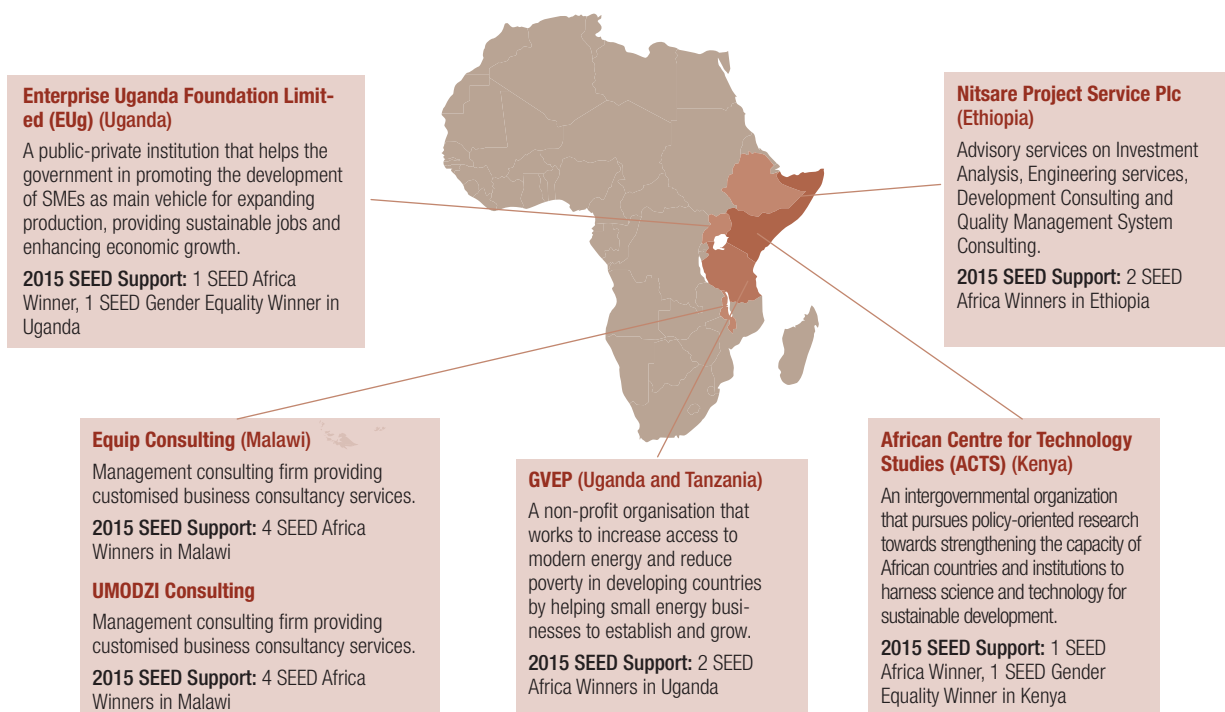 Enterprise Uganda Foundation Limit-
ed (EUg) (Uganda)
A public-private institution that helps the
government in promoting the development
of SMEs as main vehicle for expanding
production, providing sustainable jobs and
enhancing economic growth.
2015 SEED Support: 1 SEED Africa
Winner, 1 SEED Gender Equality Winner in
Uganda
Nitsare Project Service Plc
(Ethiopia)
Advisory services on Investment
Analysis, Engineering services,
Development Consulting and
Quality Management System
Consulting.
2015 SEED Support: 2 SEED
Africa Winners in Ethiopia
Equip Consulting (Malawi)
Management consulting firm providing
customised business consultancy services.
2015 SEED Support: 4 SEED Africa
Winners in Malawi
UMODZI Consulting
Management consulting firm providing
customised business consultancy services.
2015 SEED Support: 4 SEED Africa
Winners in Malawi
GVEP (Uganda and Tanzania)
A non-profit organisation that
works to increase access to
modern energy and reduce
poverty in developing countries
by helping small energy busi-
nesses to establish and grow.
2015 SEED Support: 2 SEED
Africa Winners in Uganda
African Centre for Technology
Studies (ACTS) (Kenya)
An intergovernmental organization
that pursues policy-oriented research
towards strengthening the capacity of
African countries and institutions to
harness science and technology for
sustainable development.
2015 SEED Support: 1 SEED
Africa Winner, 1 SEED Gender
Equality Winner in Kenya